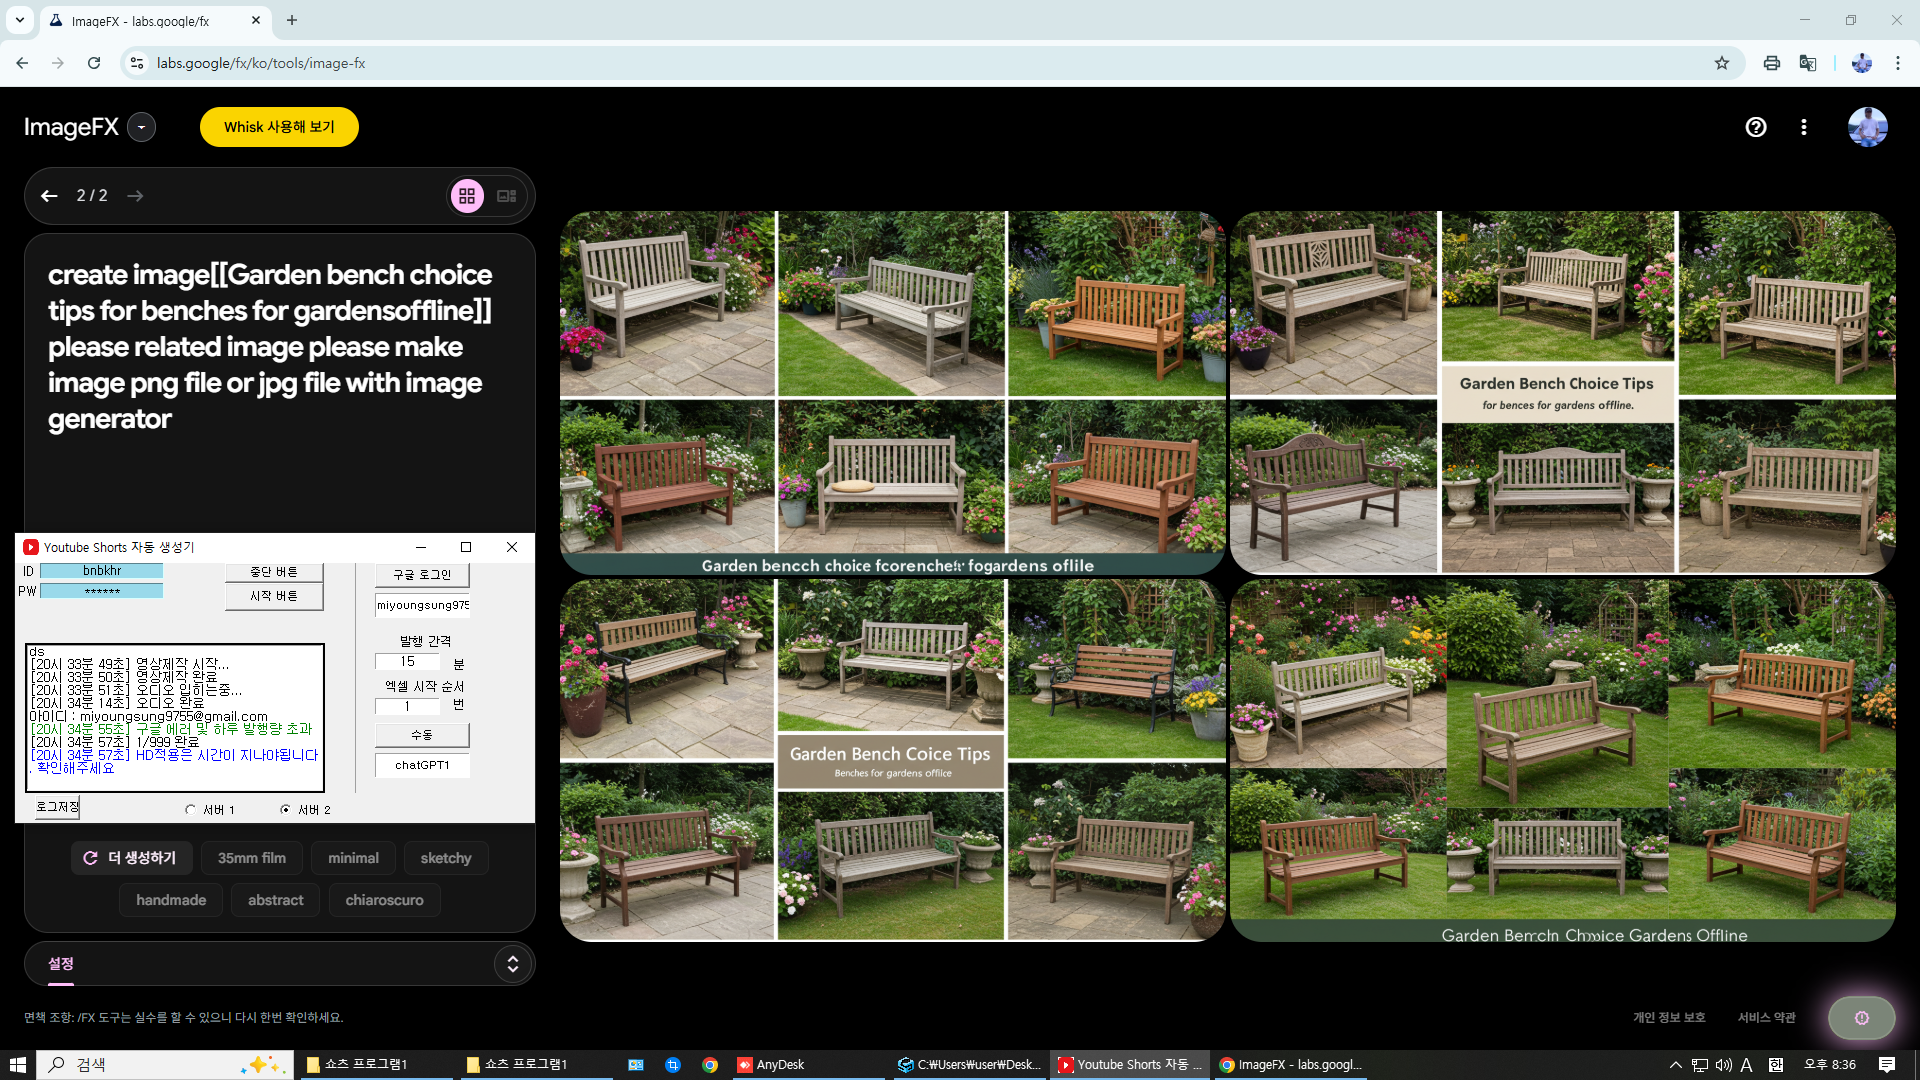 ImageFX - labs.google/fx
labs.google/fx/ko/tools/image-fx
ImageFX
Whisk 사용해 보기
2 / 2
create image[[Garden bench choice
tips for benches for gardensoffline]]
please related image please make
image png file or jpg file with image
generator
Youtube Shorts 자동 생성기
ID bnbkhr
중단 버튼
구글 로그인
PW ******
시작 버튼
miyoungsung975
발행 간격
15 분
엑셀 시작 순서
1 번
수동
chatGPT1
ds
[20시 33분 49초] 영상제작 시작...
[20시 33분 50초] 영상제작 완료
[20시 33분 51초] 오디오 입히는중...
[20시 34분 14초] 오디오 완료
아이디 : miyoungsung9755@gmail.com
[20시 34분 55초] 구글 에러 및 하루 발행량 초과
[20시 34분 57초] 1/999 완료
[20시 34분 57초] HD적용은 시간이 지나야됩니다
. 확인해주세요
로그저장
서버 1
서버 2
더 생성하기
35mm film
minimal
sketchy
handmade
abstract
chiaroscuro
설정
면책 조항: /FX 도구는 실수를 할 수 있으니 다시 한번 확인하세요.
Garden Bench Choice Tips
for bences for gardens offline.
Garden bencch choice fcorenchełr fogardens oflile
Garden Bench Coice Tips
Benches for gardens offlice
Gardens Offline
개인 정보 보호
서비스 약관
검색
쇼츠 프로그램1
쇼츠 프로그램1
AnyDesk
C:₩Users₩user₩Desk...
Youtube Shorts 자동 ...
ImageFX - labs.googl...
A
한
오후 8:36